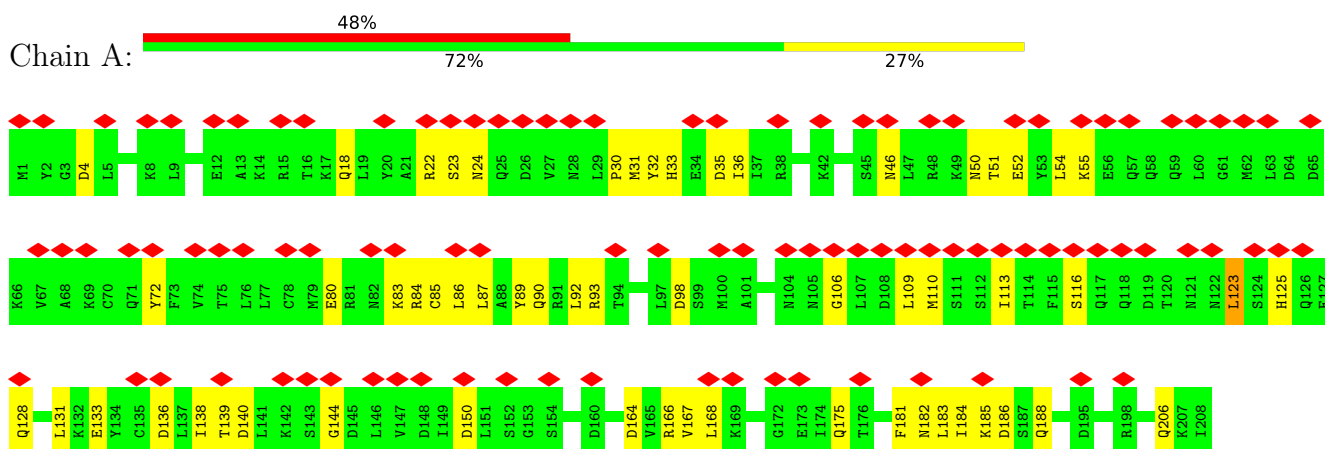 48%
Chain A:
72% 27%
M1 Y2 G3 D4 L5 K8 L9 E12 A13 K14 R15 T16 K17 Q18 L19 Y20 A21 R22 S23 N24 Q25 D26 V27 N28 L29 P30 M31 Y32 H33 E34 D35 I36 I37 R38 K42 S45 N46 L47 R48 K49 N50 T51 E52 Y53 L54 K55 E56 Q57 Q58 Q59 L60 G61 M62 L63 D64 D65
K66 V67 A68 K69 C70 Q71 Y72 F73 V74 T75 L76 L77 C78 M79 E80 R81 N82 K83 R84 C85 L86 L87 A88 Y89 Q90 R91 L92 R93 T94 L97 D98 S99 M100 A101 N104 N105 G106 L107 D108 L109 M110 S111 S112 I113 T114 F115 S116 Q117 Q118 D119 T120 N121 N122 L123 S124 H125 Q126
Q128 L131 K132 E133 Y134 C135 D136 L137 I138 T139 D140 L141 K142 S143 G144 D145 L146 V147 D148 I149 D150 L151 S152 G153 S154 D160 D164 V165 R166 V167 L168 K169 G172 E173 I174 Q175 T176 F181 N182 L183 I184 K185 D186 S187 Q188 D195 R198 Q206 K207 I208